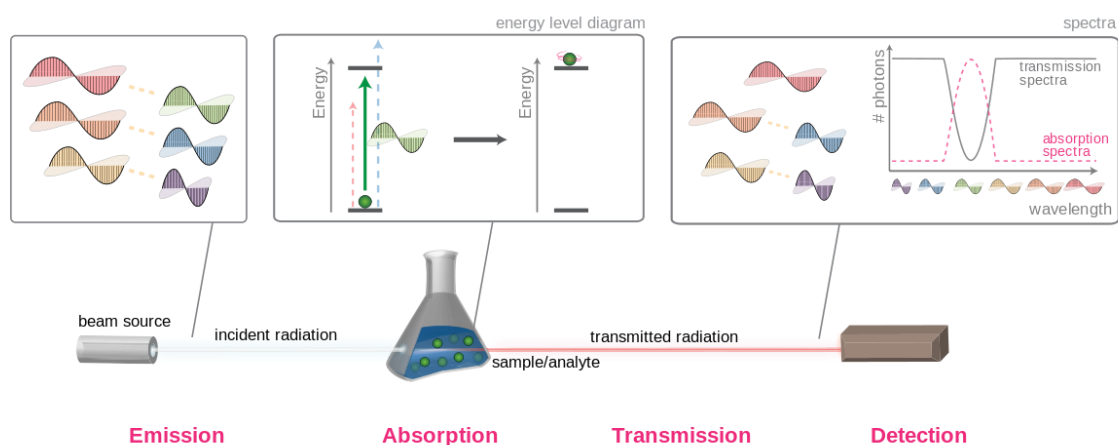 energy level diagram
spectra
Energy
Energy
# photons
transmission
spectra
absorption
spectra
wavelength
beam source
incident radiation
transmitted radiation
sample/analyte
Emission
Absorption
Transmission
Detection